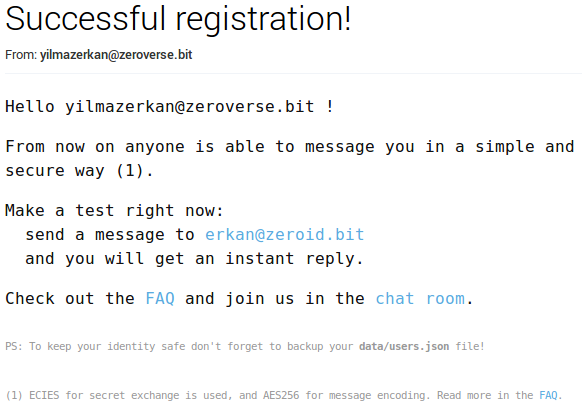 Successful registration!
From: yilmazerkan@zeroverse.bit
Hello yilmazerkan@zeroverse.bit !
From now on anyone is able to message you in a simple and
secure way (1).
Make a test right now:
send a message to erkan@zeroid.bit
and you will get an instant reply.
Check out the FAQ and join us in the chat room.
PS: To keep your identity safe don't forget to backup your data/users.json file!
(1) ECIES for secret exchange is used, and AES256 for message encoding. Read more in the FAQ.